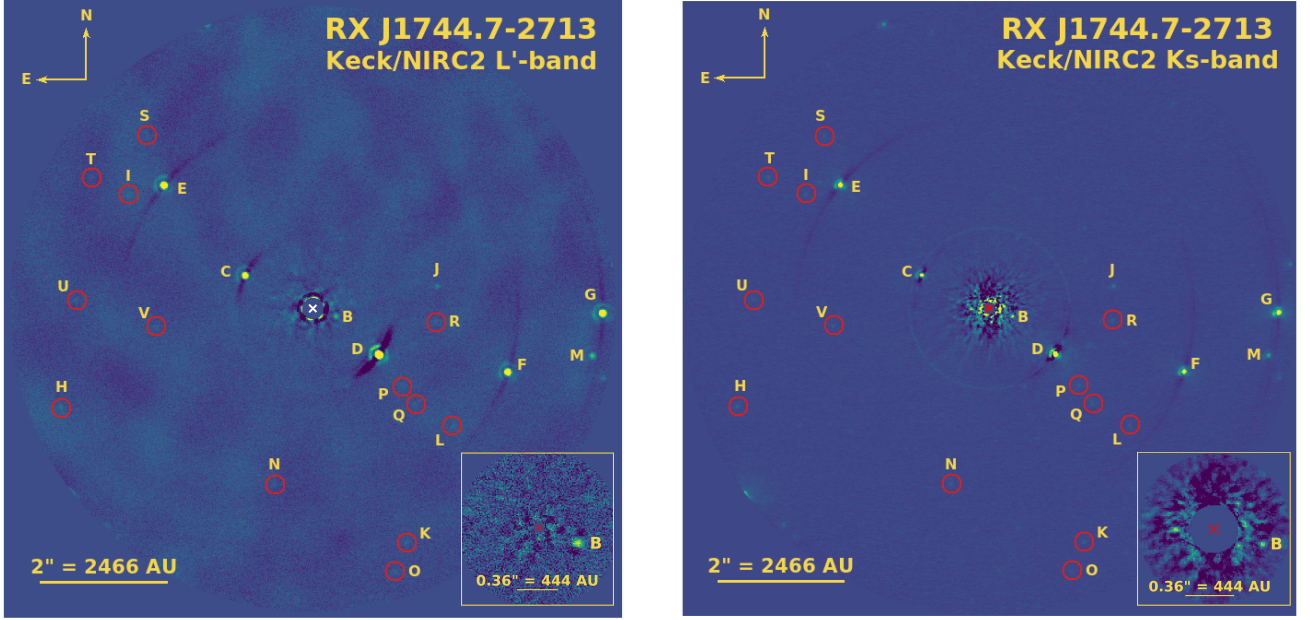 RX J1744.7-2713
Keck/NIRC2 L'-band
N
E
S
T
I
E
C
J
U
V
B
G
R
D
M
F
H
P
Q
L
N
K
O
B
2" = 2466 AU
0.36" = 444 AU
RX J1744.7-2713
Keck/NIRC2 Ks-band
N
E
S
T
I
E
C
J
U
V
B
G
R
D
M
F
H
P
Q
L
N
K
O
B
2" = 2466 AU
0.36" = 444 AU